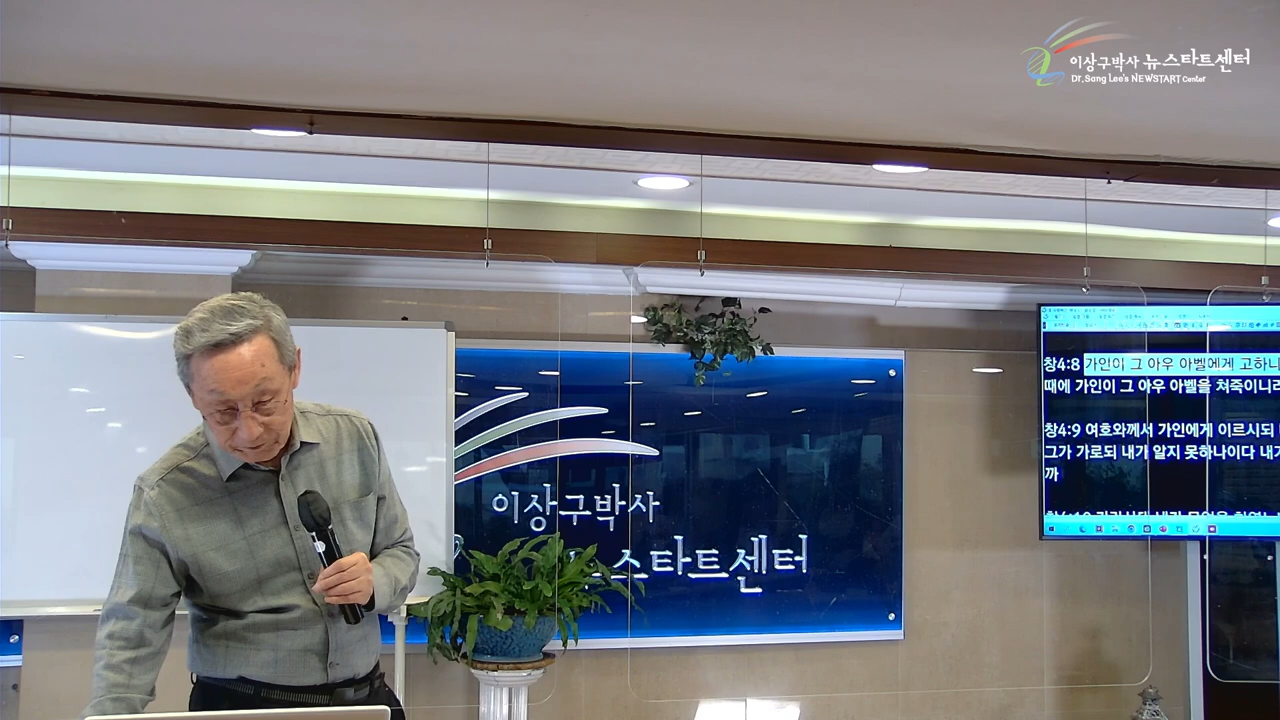 이상구박사 뉴스타트센터
Dr. Sang Lee's NEWSTART Center
이상구박사
스타트센터
창4:8 가인이 그 아우 아벨에게 고하니
때에 가인이 그 아우 아벨을 쳐죽이니라
창4:9 여호와께서 가인에게 이르시되
그가 가로되 내가 알지 못하나이다 내가
까